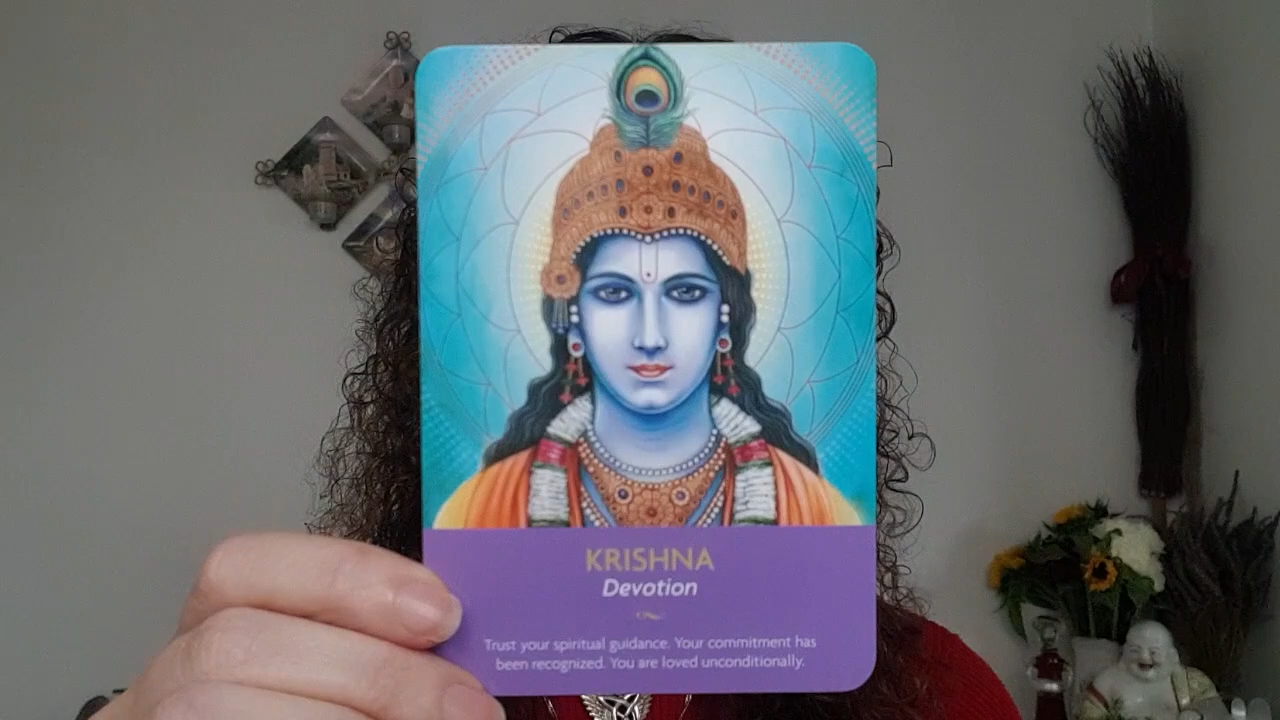 KRISHNA
Devotion
Trust your spiritual guidance. Your commitment has
been recognized. You are loved unconditionally.